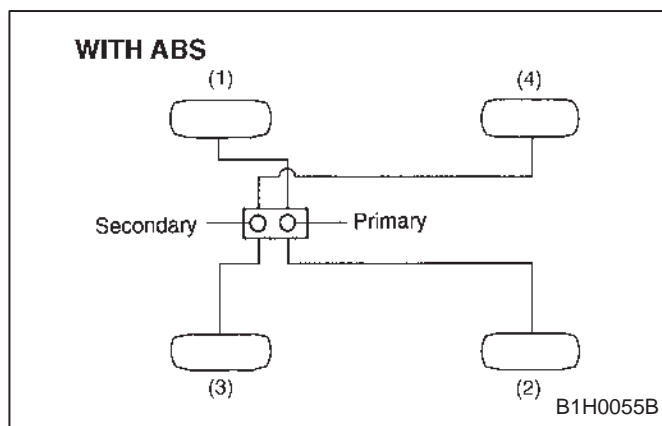 WITH ABS
(1) (4)
Secondary Primary
(3) (2)
B1H0055B